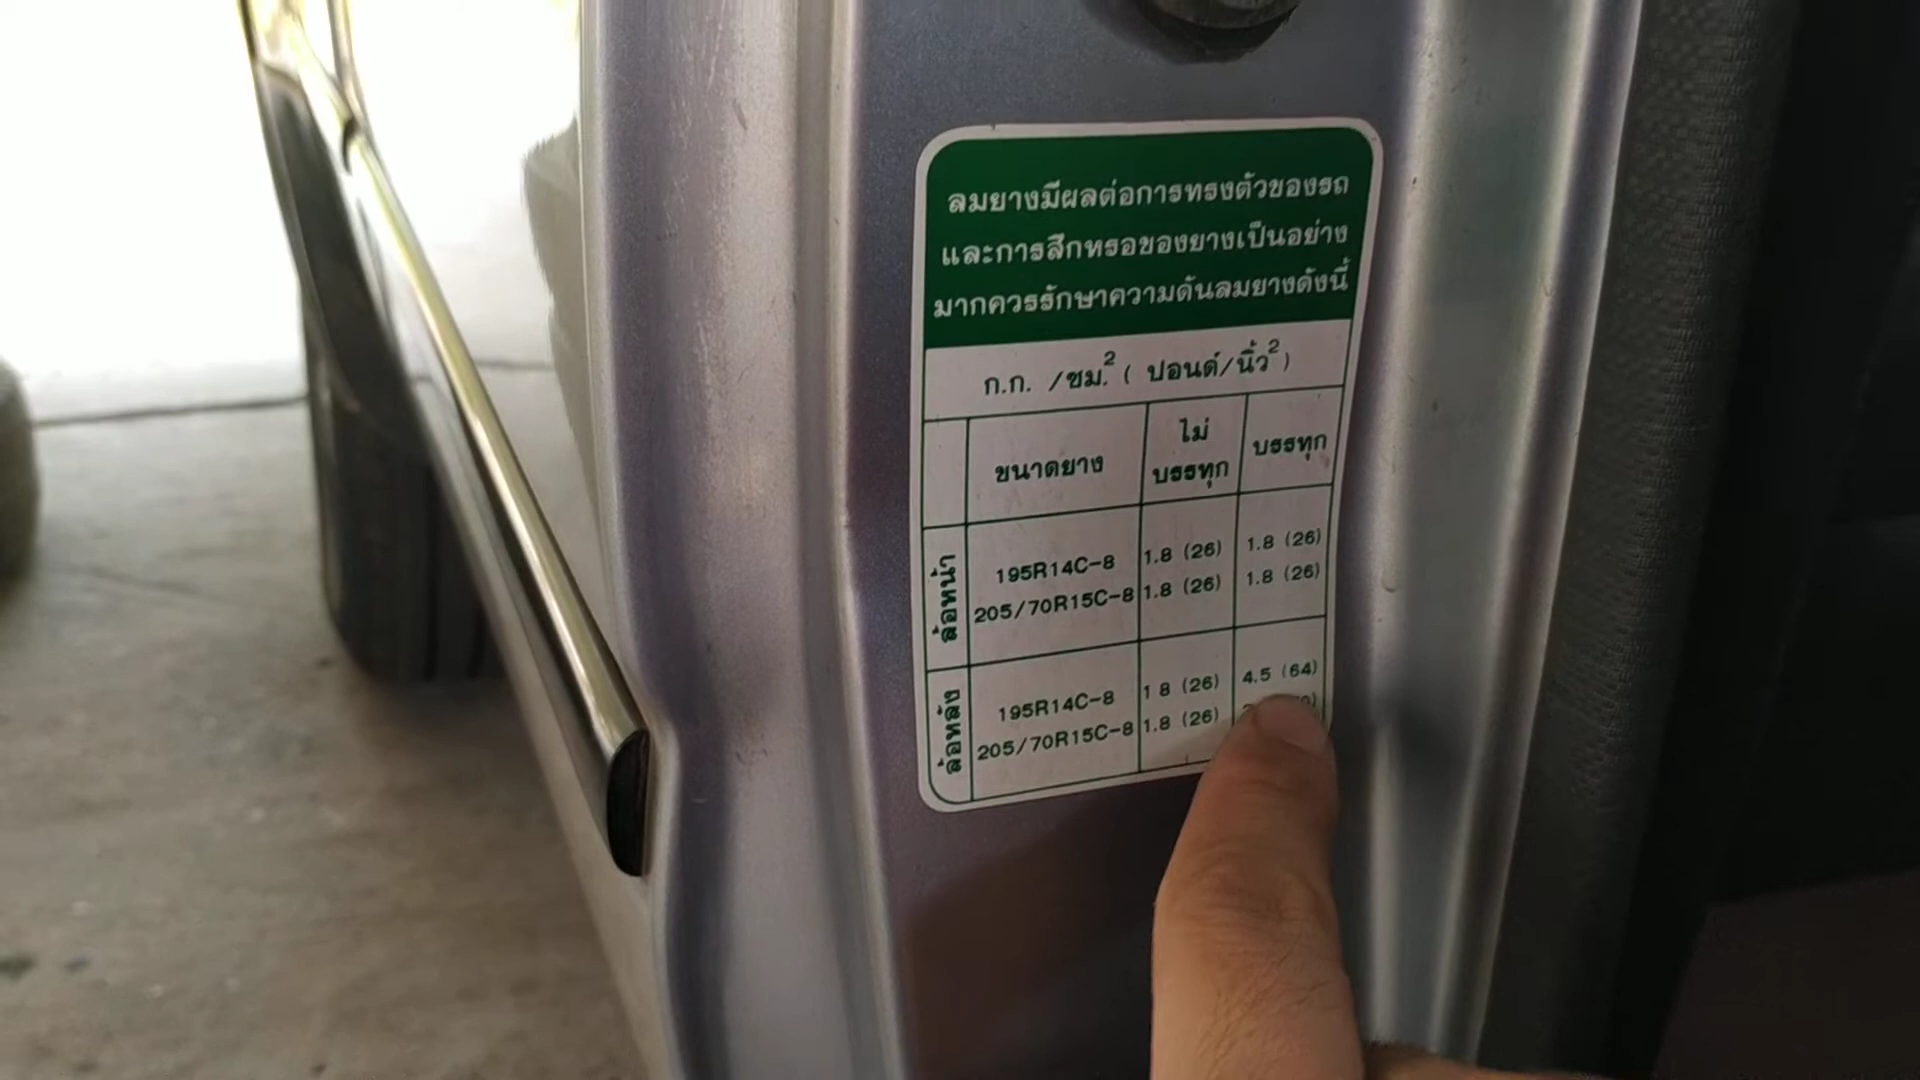 ลมยางมีผลต่อการทรงตัวของรถ
และการสึกหรอของยางเป็นอย่าง
มากควรรักษาความดันลมยางดังนี้
ก.ก. /ซม.² ( ปอนด์/นิ้ว² )
ขนาดยาง ไม่บรรทุก บรรทุก
ล้อหน้า
195R14C-8 1.8 (26) 1.8 (26)
205/70R15C-8 1.8 (26) 1.8 (26)
ล้อหลัง
195R14C-8 1 8 (26) 4.5 (64)
205/70R15C-8 1.8 (26)